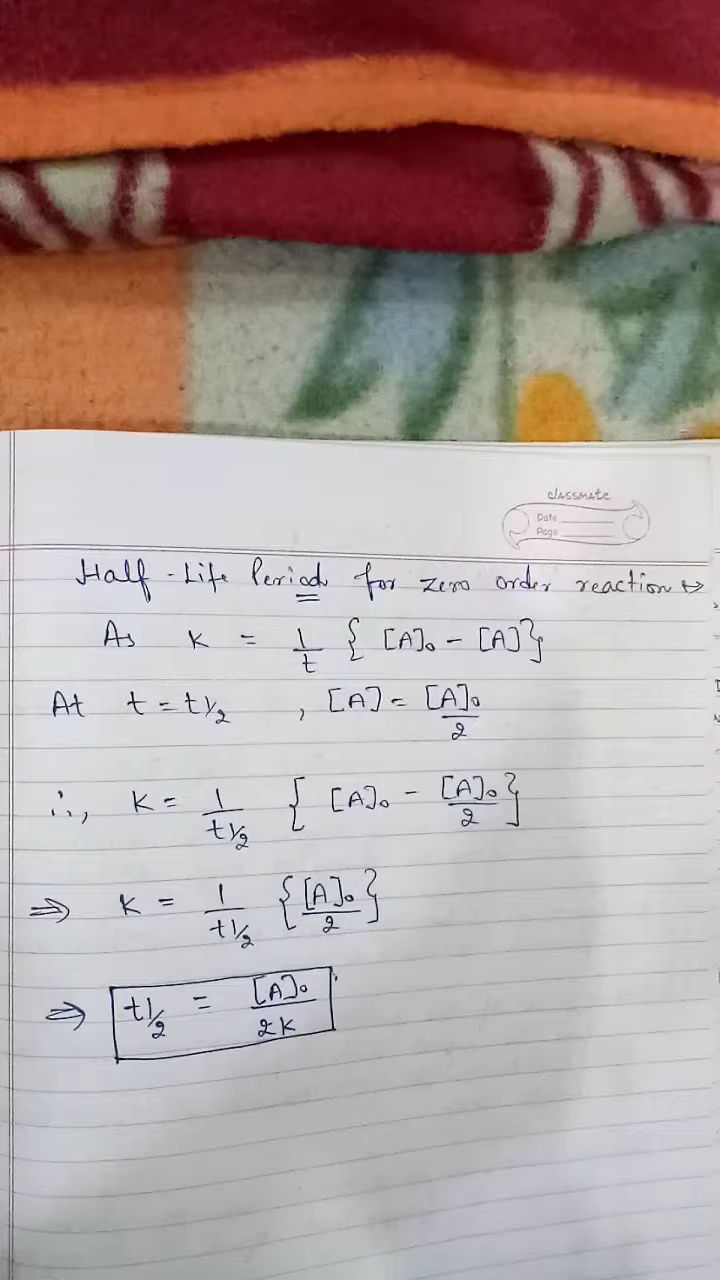 classmate
Date
Page
Half-Life Period for zero order reaction ↔
As K = 1/t { [A]₀ - [A] }
At t = t1/2 , [A] = [A]₀/2
∴, K = 1/t1/2 { [A]₀ - [A]₀/2 }
⇒ K = 1/t1/2 { [A]₀/2 }
⇒ t1/2 = [A]₀/2K